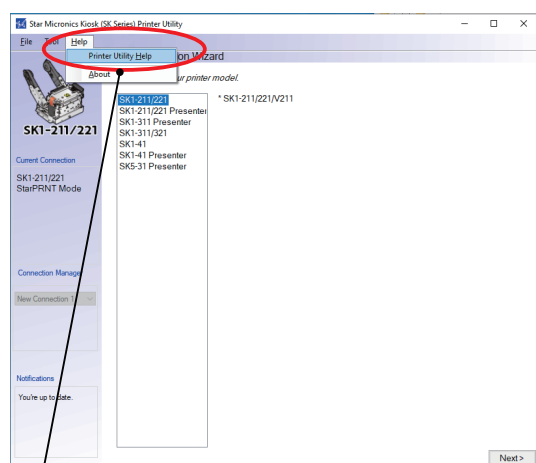 Star Micronics Kiosk (SK Series) Printer Utility
File Tool Help
Printer Utility Help
About
on Wizard
ur printer model.
SK1-211/221
SK1-211/221 Presenter
SK1-311 Presenter
SK1-311/321
SK1-41
SK1-41 Presenter
SK5-31 Presenter
* SK1-211/221/V211
SK1-211/221
Current Connection
SK1-211/221
StarPRNT Mode
Connection Manage
New Connection 1
Notifications
You're up to date.
Next >